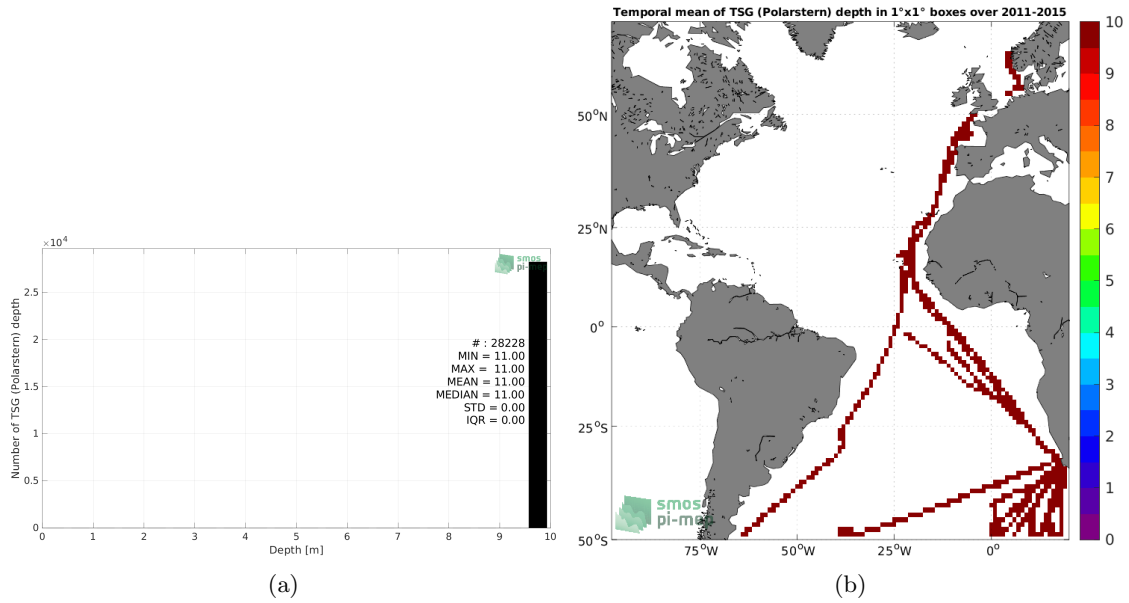 ×10⁴
2.5
2
1.5
1
0.5
0
Number of TSG (Polarstern) depth
smos
pi-mep
# : 28228
MIN = 11.00
MAX = 11.00
MEAN = 11.00
MEDIAN = 11.00
STD = 0.00
IQR = 0.00
0 1 2 3 4 5 6 7 8 9 10
Depth [m]
(a)
Temporal mean of TSG (Polarstern) depth in 1°x1° boxes over 2011-2015
50°N
25°N
0°
25°S
50°S
75°W 50°W 25°W 0°
smos
pi-mep
10
9
8
7
6
5
4
3
2
1
0
(b)